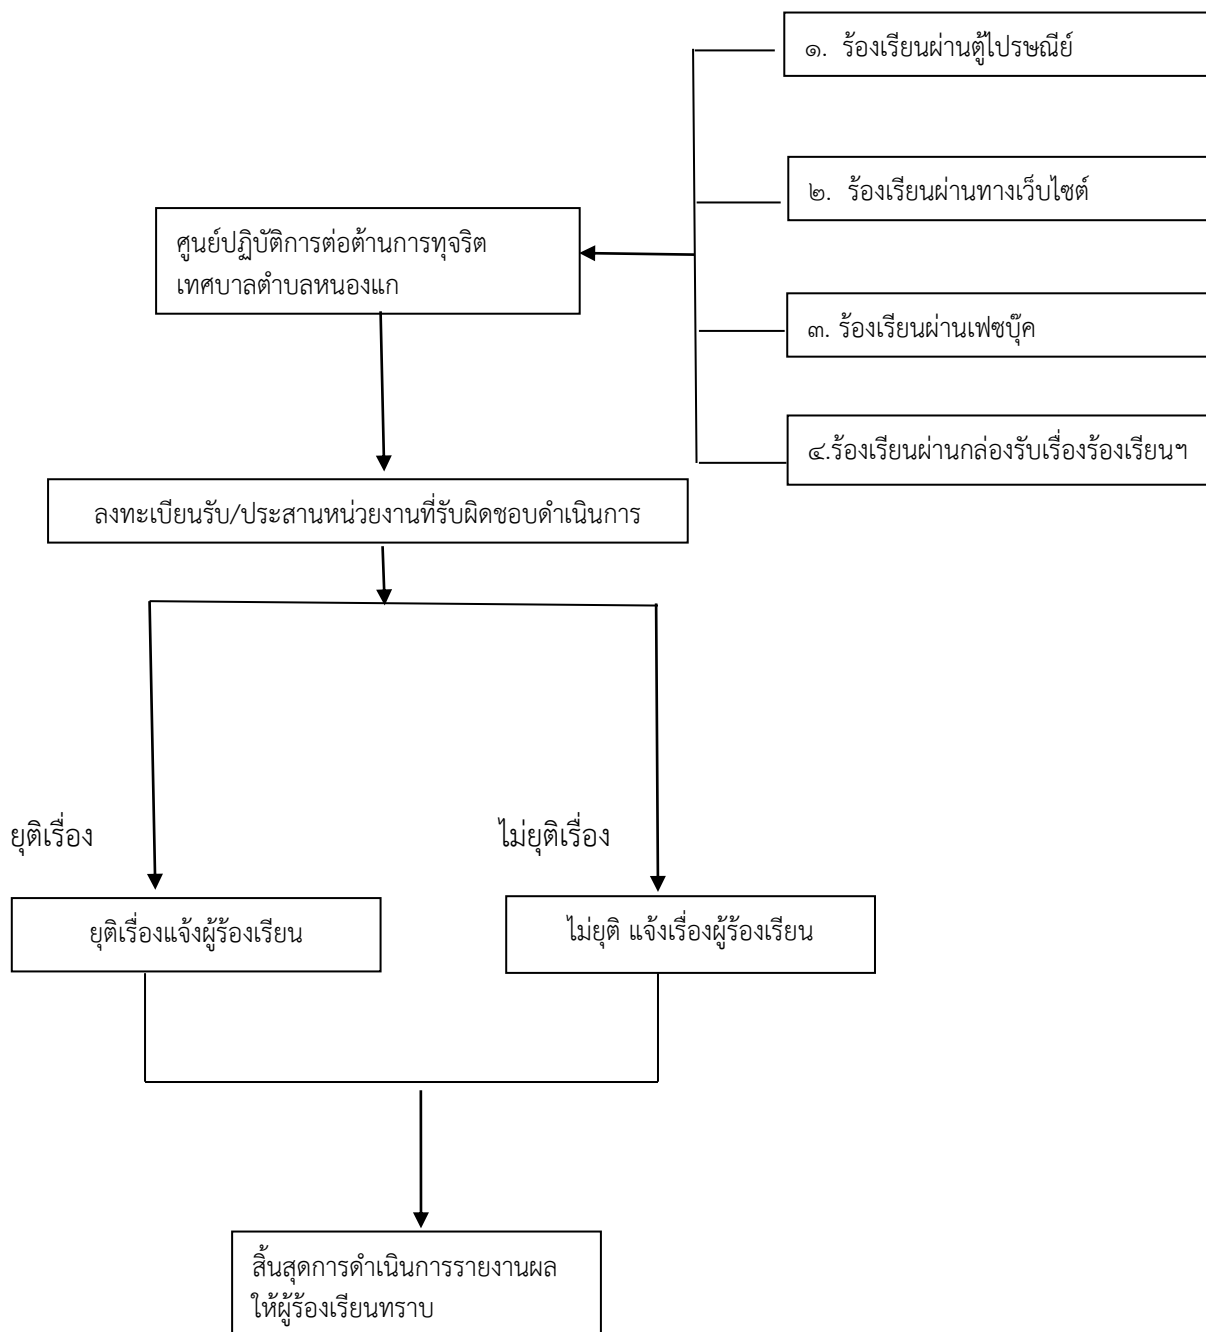 ๑.  ร้องเรียนผ่านตู้ไปรษณีย์
๒.  ร้องเรียนผ่านทางเว็บไซต์
ศูนย์ปฏิบัติการต่อต้านการทุจริต
เทศบาลตำบลหนองแก
๓. ร้องเรียนผ่านเฟซบุ๊ค
๔.ร้องเรียนผ่านกล่องรับเรื่องร้องเรียนฯ
ลงทะเบียนรับ/ประสานหน่วยงานที่รับผิดชอบดำเนินการ
ยุติเรื่อง
ไม่ยุติเรื่อง
ยุติเรื่องแจ้งผู้ร้องเรียน
ไม่ยุติ แจ้งเรื่องผู้ร้องเรียน
สิ้นสุดการดำเนินการรายงานผล
ให้ผู้ร้องเรียนทราบ